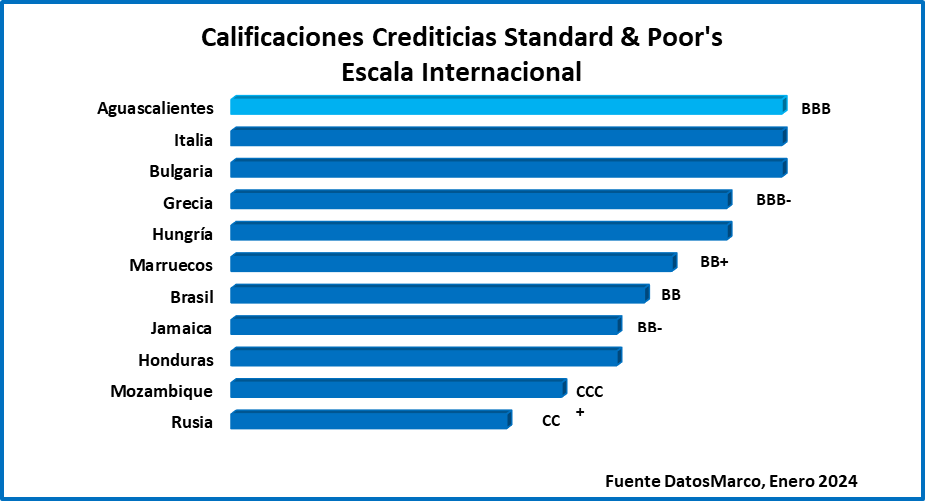 Calificaciones Crediticias Standard & Poor's
Escala Internacional
Aguascalientes BBB
Italia
Bulgaria
Grecia BBB-
Hungría
Marruecos BB+
Brasil BB
Jamaica BB-
Honduras
Mozambique CCC
+
Rusia CC
Fuente DatosMarco, Enero 2024